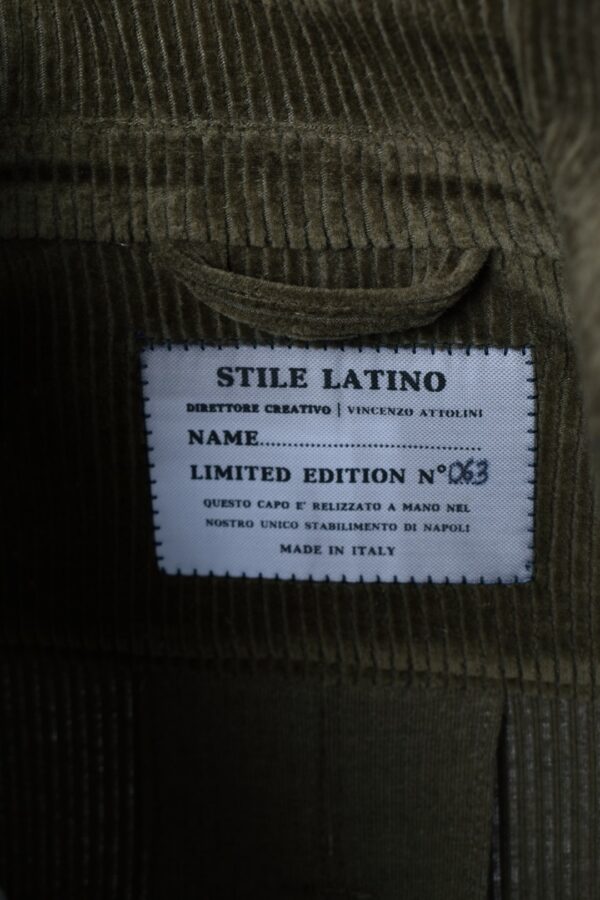 STILE LATINO
DIRETTORE CREATIVO | VINCENZO ATTOLINI
NAME........................................
LIMITED EDITION N° 063
QUESTO CAPO E' RELIZZATO A MANO NEL
NOSTRO UNICO STABILIMENTO DI NAPOLI
MADE IN ITALY